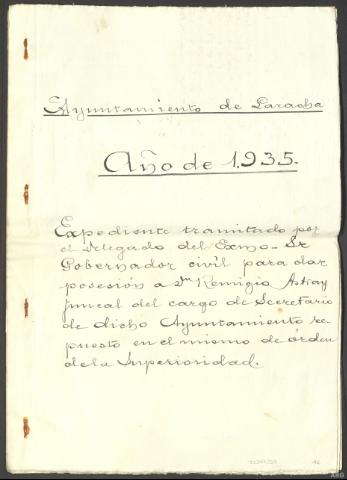 Ayuntamiento de Laracha
Año de 1.935.
Expediente tramitado por
el Delegado del Exmo- Sr
Gobernador civil para dar
posesión a Dn Remigio Astray
Juncal del cargo de Secretario
de dicho Ayuntamiento re-
puesto en el mismo de órden
de la Superioridad.